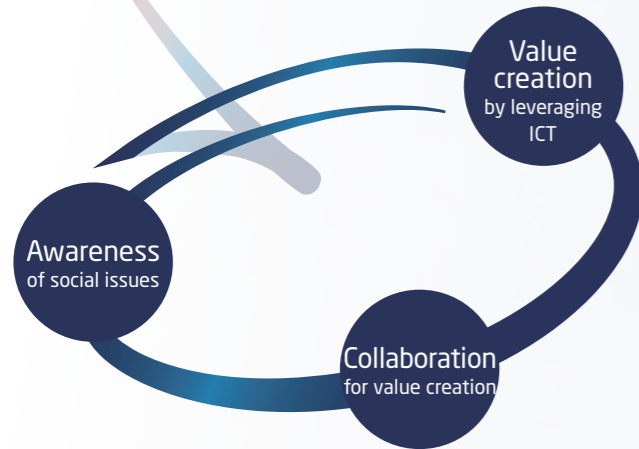 Value
creation
by leveraging
ICT
Awareness
of social issues
Collaboration
for value creation